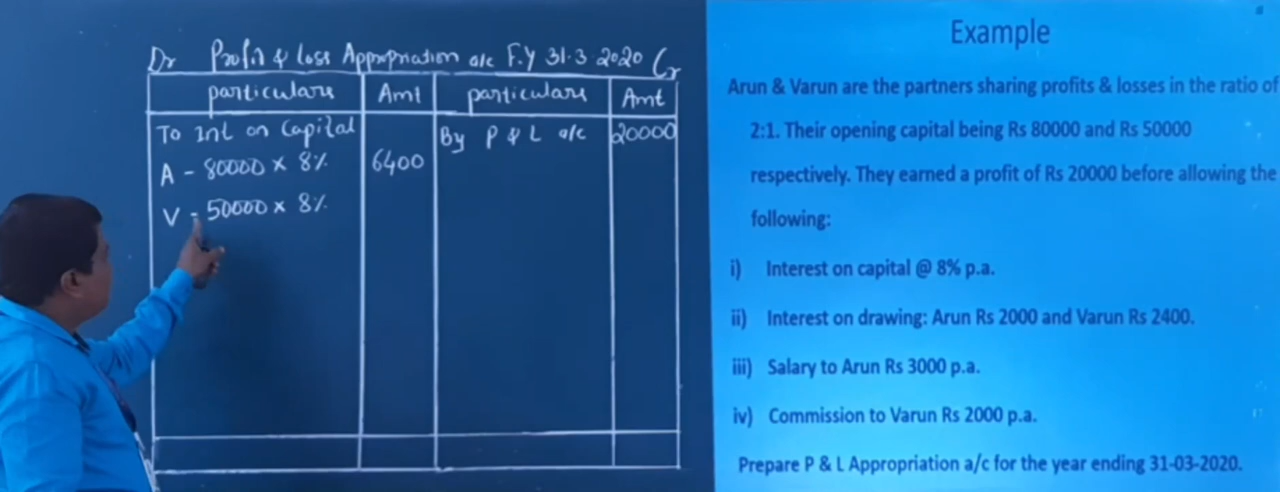 Dr Profit & Loss Appropriation a/c F.Y 31.3.2020 Cr
particulars Amt particulars Amt
To Int on Capital By P & L a/c 20000
A - 80000 × 8% 6400
V - 50000 × 8%
Example
Arun & Varun are the partners sharing profits & losses in the ratio of
2:1. Their opening capital being Rs 80000 and Rs 50000
respectively. They earned a profit of Rs 20000 before allowing the
following:
i) Interest on capital @ 8% p.a.
ii) Interest on drawing: Arun Rs 2000 and Varun Rs 2400.
iii) Salary to Arun Rs 3000 p.a.
iv) Commission to Varun Rs 2000 p.a.
Prepare P & L Appropriation a/c for the year ending 31-03-2020.